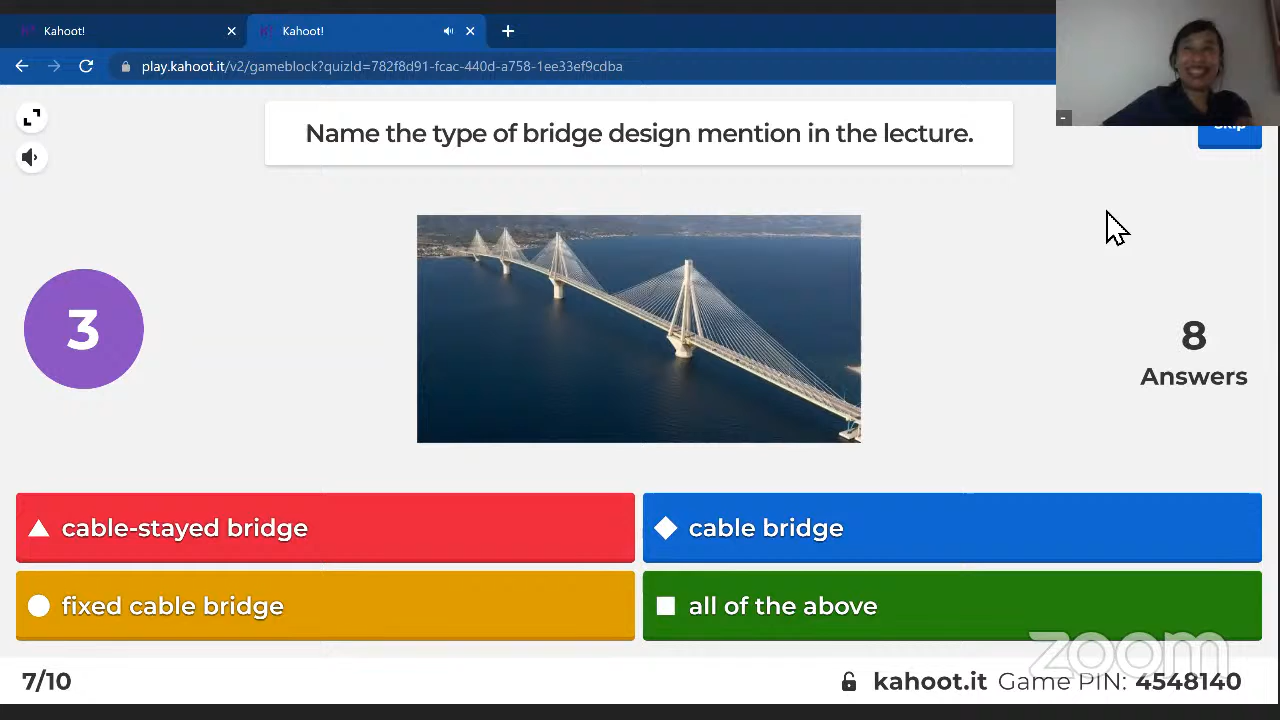 Kahoot!
Kahoot!
play.kahoot.it/v2/gameblock?quizId=782f8d91-fcac-440d-a758-1ee33ef9cdba
Name the type of bridge design mention in the lecture.
Skip
3
8
Answers
cable-stayed bridge
cable bridge
fixed cable bridge
all of the above
zoom
7/10
kahoot.it Game PIN: 4548140